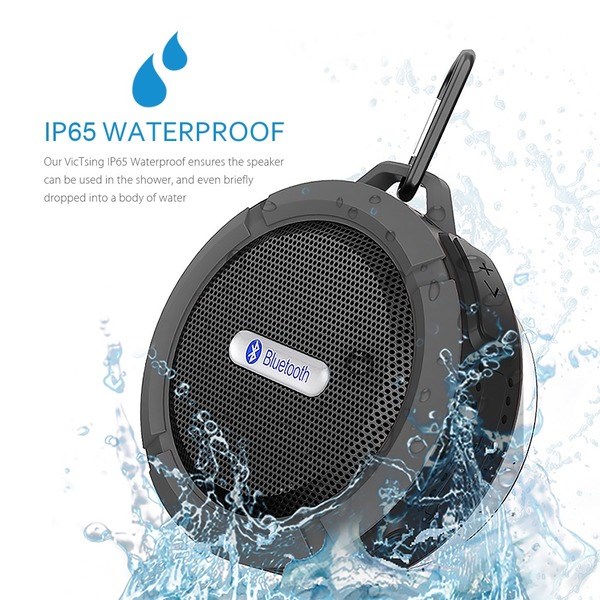 IP65 WATERPROOF
Our VicTsing IP65 Waterproof ensures the speaker
can be used in the shower, and even briefly
dropped into a body of water
Bluetooth